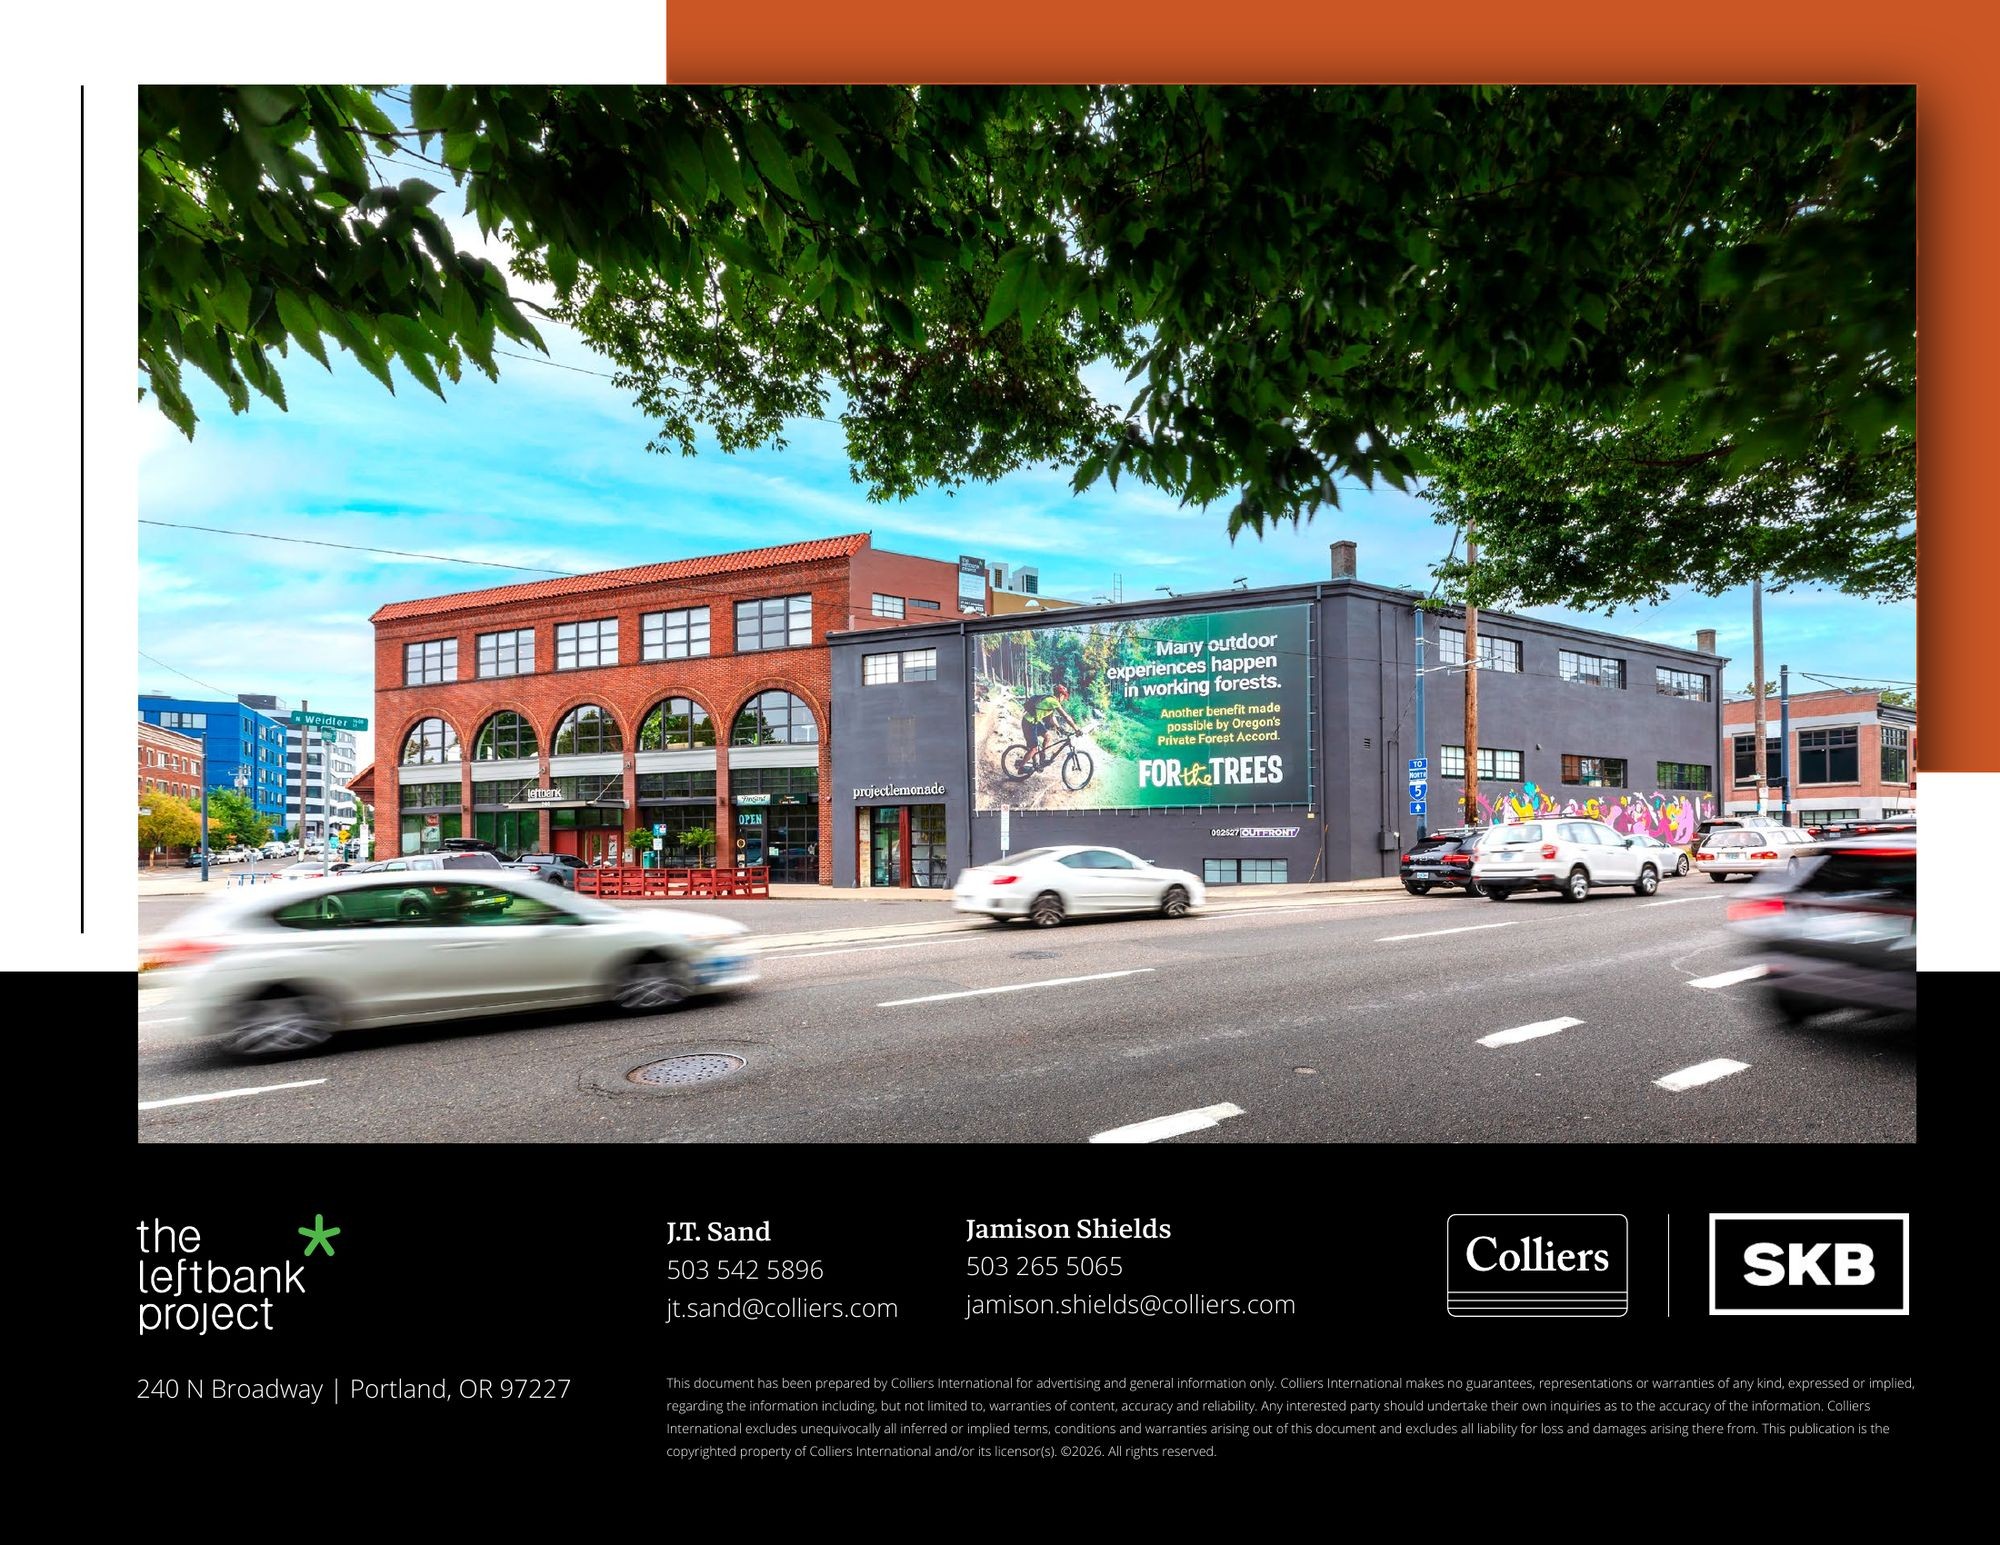 N Weidler
leftbank
OPEN
projectlemonade
Many outdoor
experiences happen
in working forests.
Another benefit made
possible by Oregon's
Private Forest Accord.
FOR the TREES
092527 OUTFRONT
TO
NORTH
5
the
leftbank
project
240 N Broadway | Portland, OR 97227
J.T. Sand
503 542 5896
jt.sand@colliers.com
Jamison Shields
503 265 5065
jamison.shields@colliers.com
Colliers
SKB
This document has been prepared by Colliers International for advertising and general information only. Colliers International makes no guarantees, representations or warranties of any kind, expressed or implied,
regarding the information including, but not limited to, warranties of content, accuracy and reliability. Any interested party should undertake their own inquiries as to the accuracy of the information. Colliers
International excludes unequivocally all inferred or implied terms, conditions and warranties arising out of this document and excludes all liability for loss and damages arising there from. This publication is the
copyrighted property of Colliers International and/or its licensor(s). ©2026. All rights reserved.